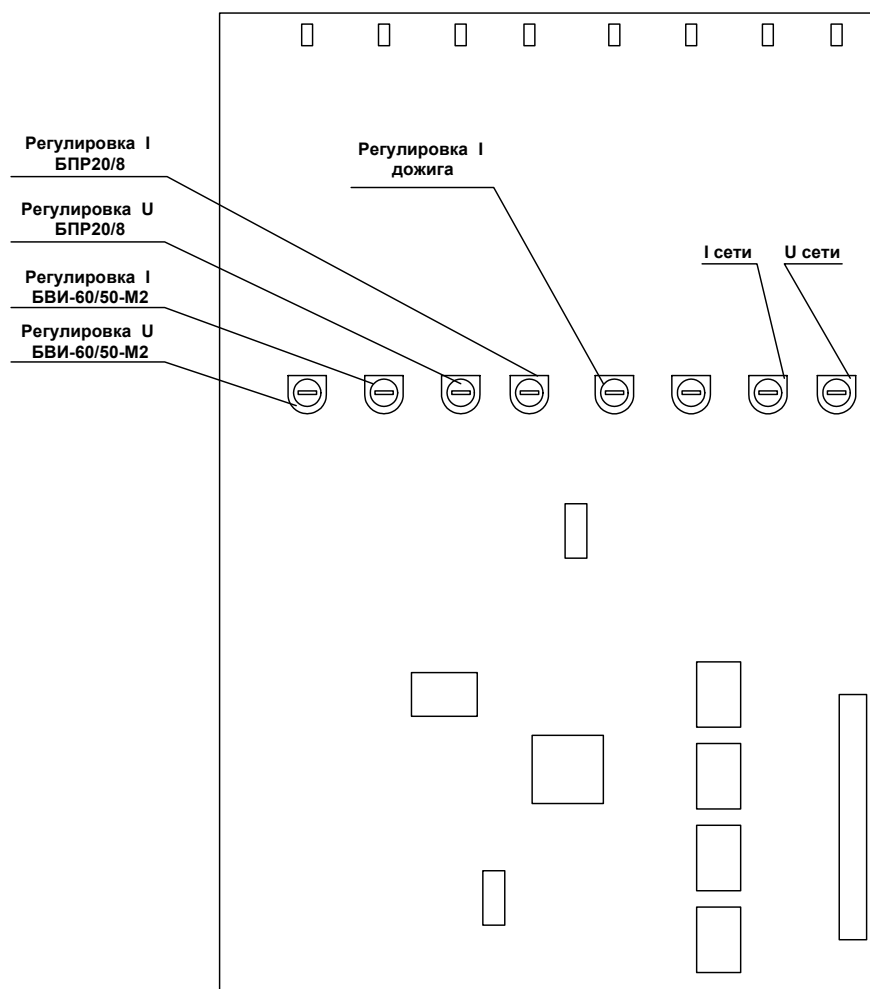 Регулировка I
БПР20/8
Регулировка U
БПР20/8
Регулировка I
БВИ-60/50-М2
Регулировка U
БВИ-60/50-М2
Регулировка I
дожига
I сети
U сети